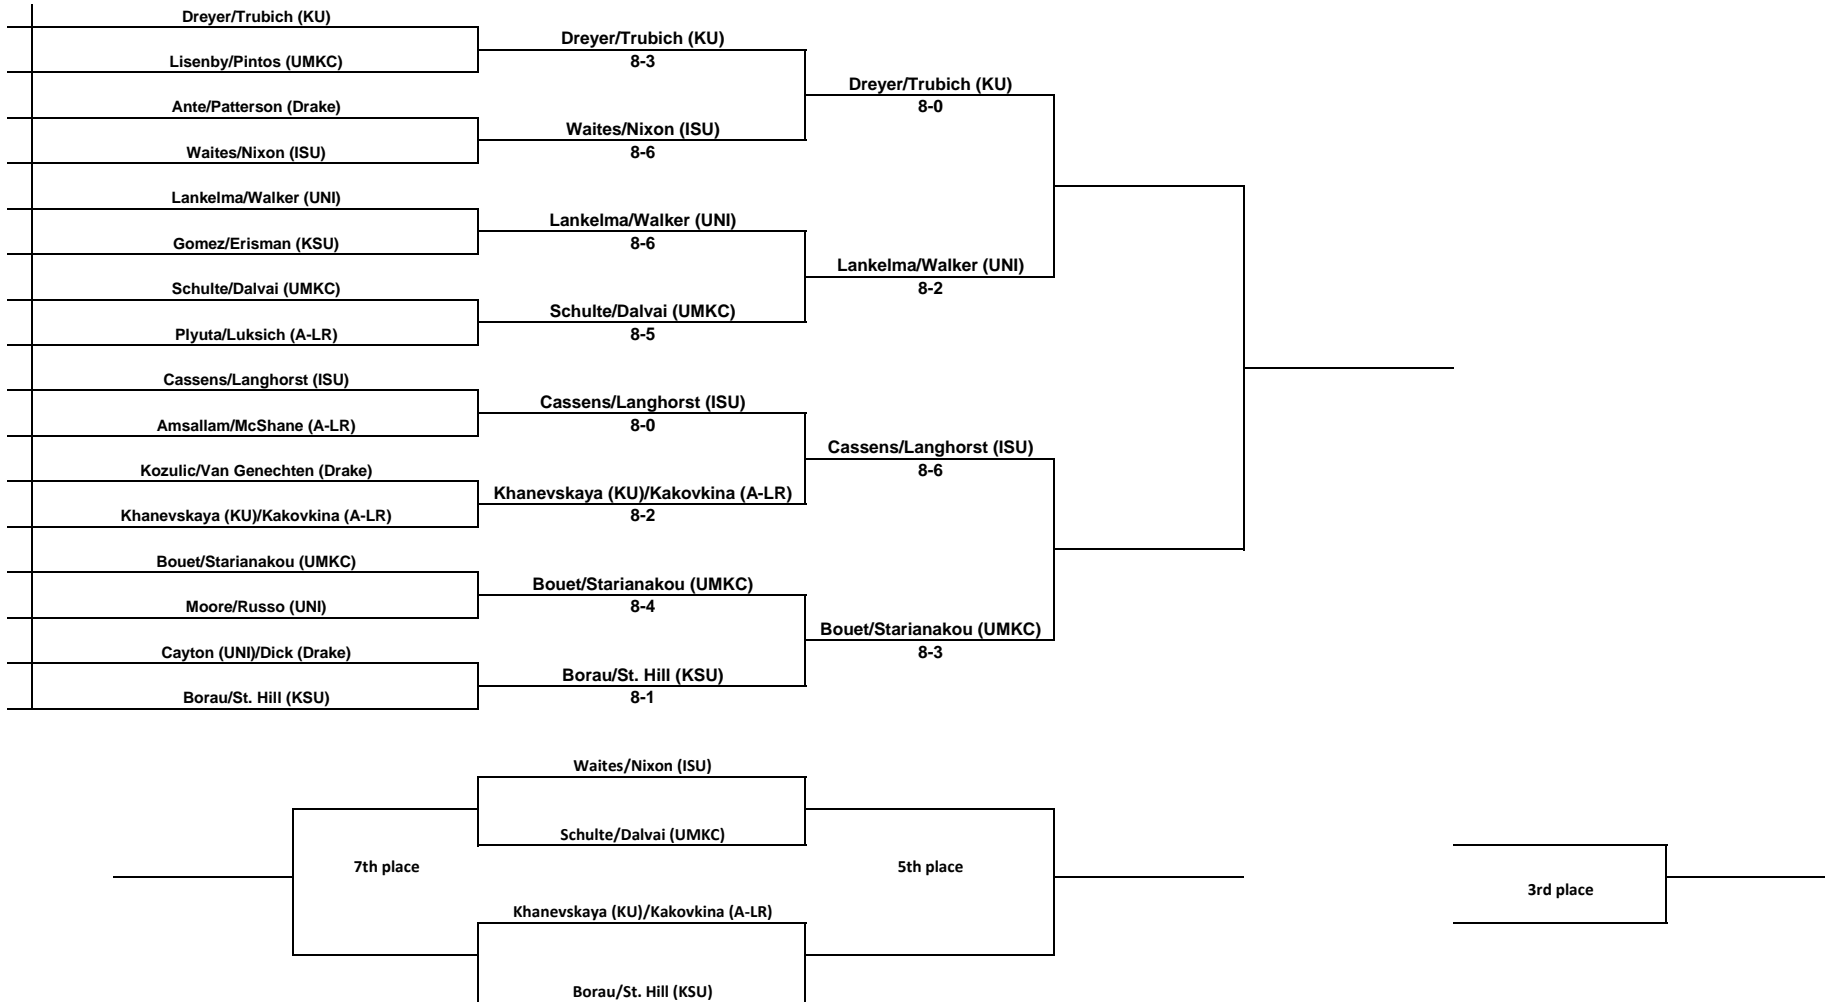 Dreyer/Trubich (KU)
Dreyer/Trubich (KU)
Lisenby/Pintos (UMKC)
8-3
Dreyer/Trubich (KU)
Ante/Patterson (Drake)
8-0
Waites/Nixon (ISU)
Waites/Nixon (ISU)
8-6
Lankelma/Walker (UNI)
Lankelma/Walker (UNI)
Gomez/Erisman (KSU)
8-6
Lankelma/Walker (UNI)
Schulte/Dalvai (UMKC)
8-2
Schulte/Dalvai (UMKC)
Plyuta/Luksich (A-LR)
8-5
Cassens/Langhorst (ISU)
Cassens/Langhorst (ISU)
Amsallam/McShane (A-LR)
8-0
Cassens/Langhorst (ISU)
Kozulic/Van Genechten (Drake)
8-6
Khanevskaya (KU)/Kakovkina (A-LR)
Khanevskaya (KU)/Kakovkina (A-LR)
8-2
Bouet/Starianakou (UMKC)
Bouet/Starianakou (UMKC)
Moore/Russo (UNI)
8-4
Bouet/Starianakou (UMKC)
Cayton (UNI)/Dick (Drake)
8-3
Borau/St. Hill (KSU)
Borau/St. Hill (KSU)
8-1
Waites/Nixon (ISU)
Schulte/Dalvai (UMKC)
7th place
5th place
3rd place
Khanevskaya (KU)/Kakovkina (A-LR)
Borau/St. Hill (KSU)